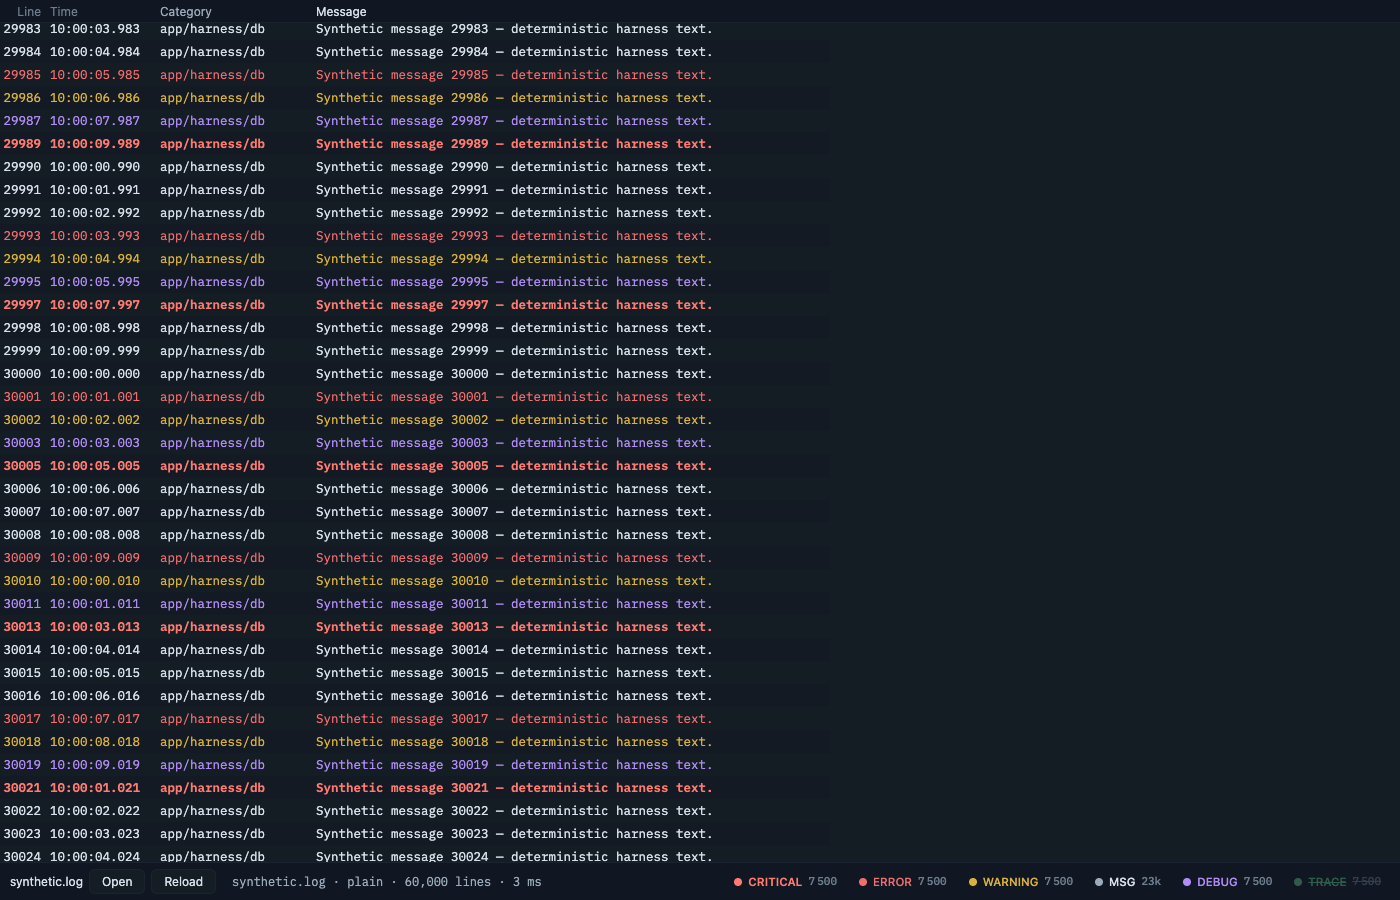 Line Time Category Message
29983 10:00:03.983 app/harness/db Synthetic message 29983 — deterministic harness text.
29984 10:00:04.984 app/harness/db Synthetic message 29984 — deterministic harness text.
29985 10:00:05.985 app/harness/db Synthetic message 29985 — deterministic harness text.
29986 10:00:06.986 app/harness/db Synthetic message 29986 — deterministic harness text.
29987 10:00:07.987 app/harness/db Synthetic message 29987 — deterministic harness text.
29989 10:00:09.989 app/harness/db Synthetic message 29989 — deterministic harness text.
29990 10:00:00.990 app/harness/db Synthetic message 29990 — deterministic harness text.
29991 10:00:01.991 app/harness/db Synthetic message 29991 — deterministic harness text.
29992 10:00:02.992 app/harness/db Synthetic message 29992 — deterministic harness text.
29993 10:00:03.993 app/harness/db Synthetic message 29993 — deterministic harness text.
29994 10:00:04.994 app/harness/db Synthetic message 29994 — deterministic harness text.
29995 10:00:05.995 app/harness/db Synthetic message 29995 — deterministic harness text.
29997 10:00:07.997 app/harness/db Synthetic message 29997 — deterministic harness text.
29998 10:00:08.998 app/harness/db Synthetic message 29998 — deterministic harness text.
29999 10:00:09.999 app/harness/db Synthetic message 29999 — deterministic harness text.
30000 10:00:00.000 app/harness/db Synthetic message 30000 — deterministic harness text.
30001 10:00:01.001 app/harness/db Synthetic message 30001 — deterministic harness text.
30002 10:00:02.002 app/harness/db Synthetic message 30002 — deterministic harness text.
30003 10:00:03.003 app/harness/db Synthetic message 30003 — deterministic harness text.
30005 10:00:05.005 app/harness/db Synthetic message 30005 — deterministic harness text.
30006 10:00:06.006 app/harness/db Synthetic message 30006 — deterministic harness text.
30007 10:00:07.007 app/harness/db Synthetic message 30007 — deterministic harness text.
30008 10:00:08.008 app/harness/db Synthetic message 30008 — deterministic harness text.
30009 10:00:09.009 app/harness/db Synthetic message 30009 — deterministic harness text.
30010 10:00:00.010 app/harness/db Synthetic message 30010 — deterministic harness text.
30011 10:00:01.011 app/harness/db Synthetic message 30011 — deterministic harness text.
30013 10:00:03.013 app/harness/db Synthetic message 30013 — deterministic harness text.
30014 10:00:04.014 app/harness/db Synthetic message 30014 — deterministic harness text.
30015 10:00:05.015 app/harness/db Synthetic message 30015 — deterministic harness text.
30016 10:00:06.016 app/harness/db Synthetic message 30016 — deterministic harness text.
30017 10:00:07.017 app/harness/db Synthetic message 30017 — deterministic harness text.
30018 10:00:08.018 app/harness/db Synthetic message 30018 — deterministic harness text.
30019 10:00:09.019 app/harness/db Synthetic message 30019 — deterministic harness text.
30021 10:00:01.021 app/harness/db Synthetic message 30021 — deterministic harness text.
30022 10:00:02.022 app/harness/db Synthetic message 30022 — deterministic harness text.
30023 10:00:03.023 app/harness/db Synthetic message 30023 — deterministic harness text.
30024 10:00:04.024 app/harness/db Synthetic message 30024 — deterministic harness text.
synthetic.log Open Reload synthetic.log · plain · 60,000 lines · 3 ms CRITICAL 7 500 ERROR 7 500 WARNING 7 500 MSG 23k DEBUG 7 500 TRACE 7 500